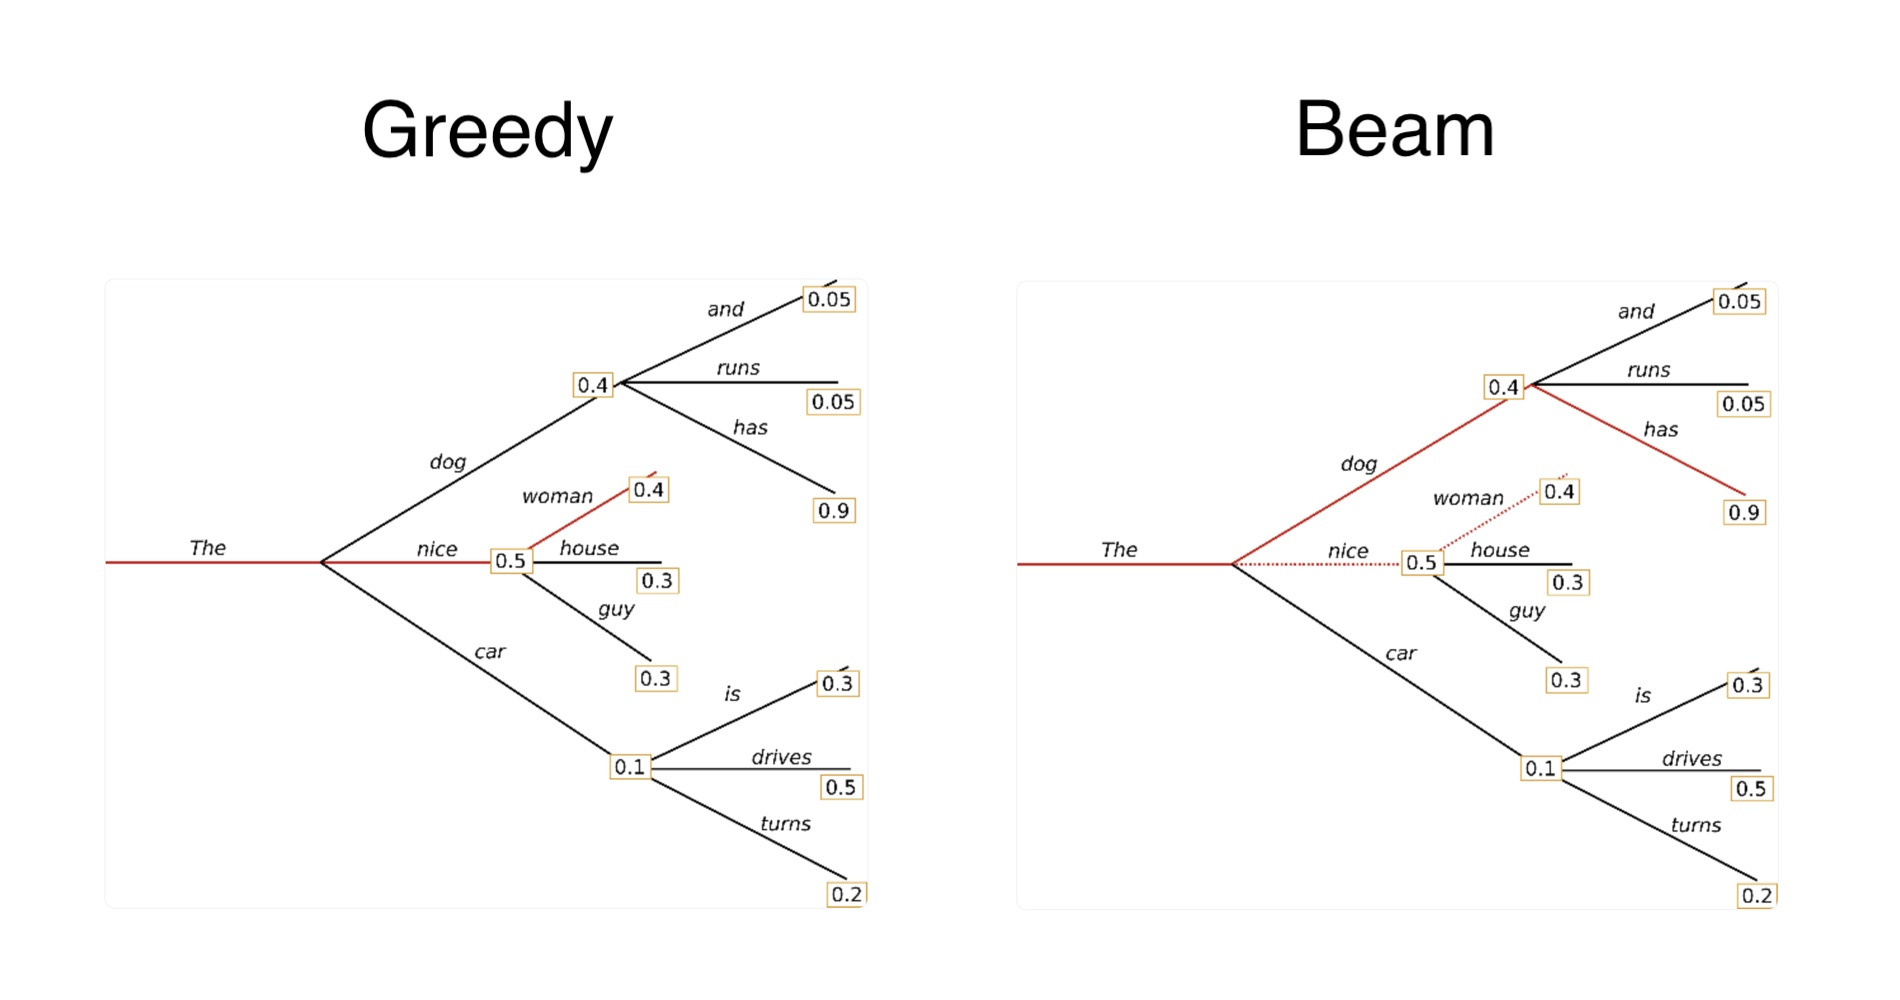 Greedy
Beam
and
0.05
0.4
runs
0.05
has
0.9
dog
woman
0.4
The
nice
0.5
house
0.3
guy
0.3
car
is
0.3
0.1
drives
0.5
turns
0.2
and
0.05
0.4
runs
0.05
has
0.9
dog
woman
0.4
The
nice
0.5
house
0.3
guy
0.3
car
is
0.3
0.1
drives
0.5
turns
0.2